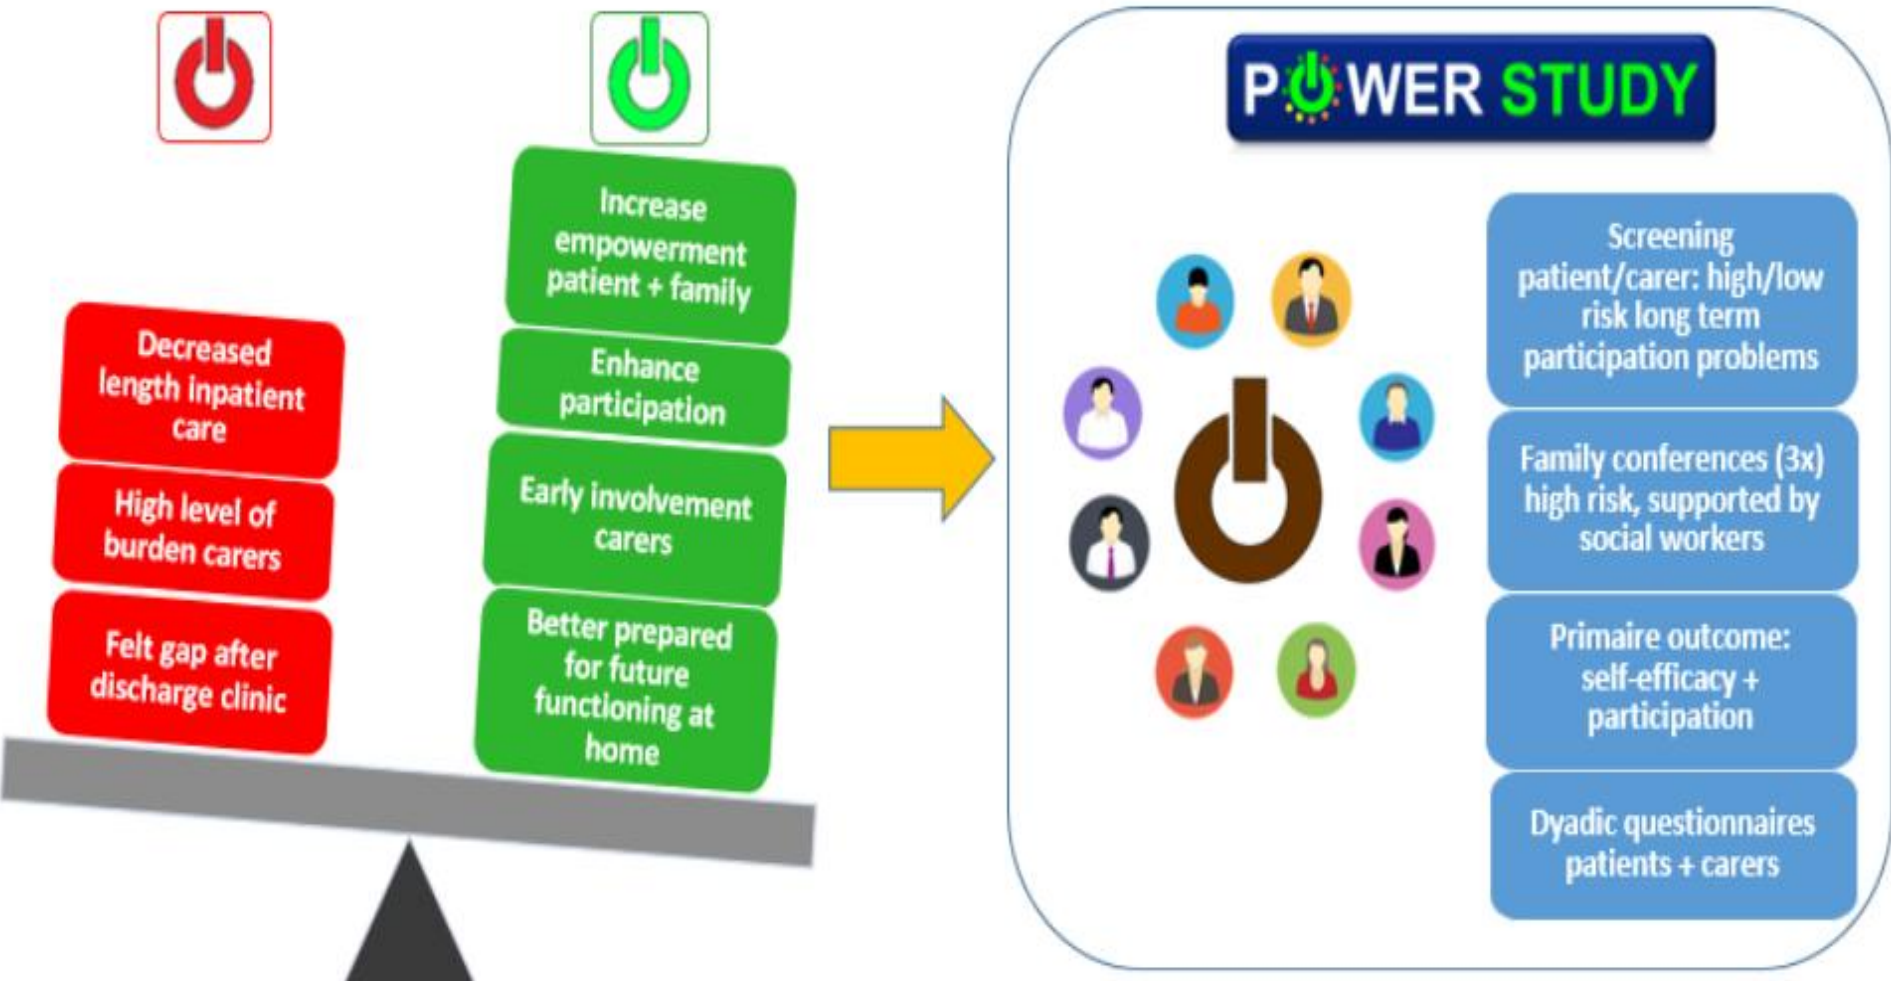 Decreased
length inpatient
care
High level of
burden carers
Felt gap after
discharge clinic
Increase
empowerment
patient + family
Enhance
participation
Early involvement
carers
Better prepared
for future
functioning at
home
POWER STUDY
Screening
patient/carer: high/low
risk long term
participation problems
Family conferences (3x)
high risk, supported by
social workers
Primaire outcome:
self-efficacy +
participation
Dyadic questionnaires
patients + carers